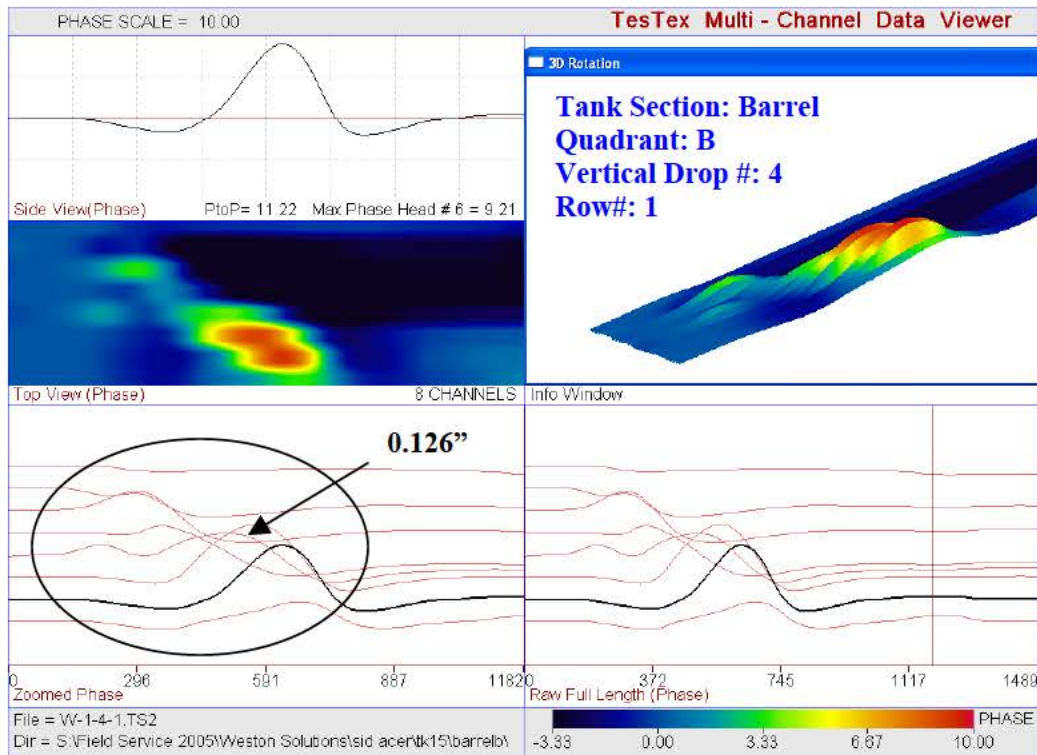 PHASE SCALE = 10.00
TesTex Multi - Channel Data Viewer
3D Rotation
Tank Section: Barrel
Quadrant: B
Vertical Drop #: 4
Row#: 1
Side View(Phase) PtoP= 11.22 Max Phase Head # 6 = 9.21
Top View (Phase) 8 CHANNELS
Info Window
0.126”
0 296 591 887 1182
Zoomed Phase
0 372 745 1117 1489
Raw Full Length (Phase)
File = W-1-4-1.TS2
Dir = S:\Field Service 2005\Weston Solutions\sid acer\tk15\barrelb\
PHASE
-3.33 0.00 3.33 6.67 10.00